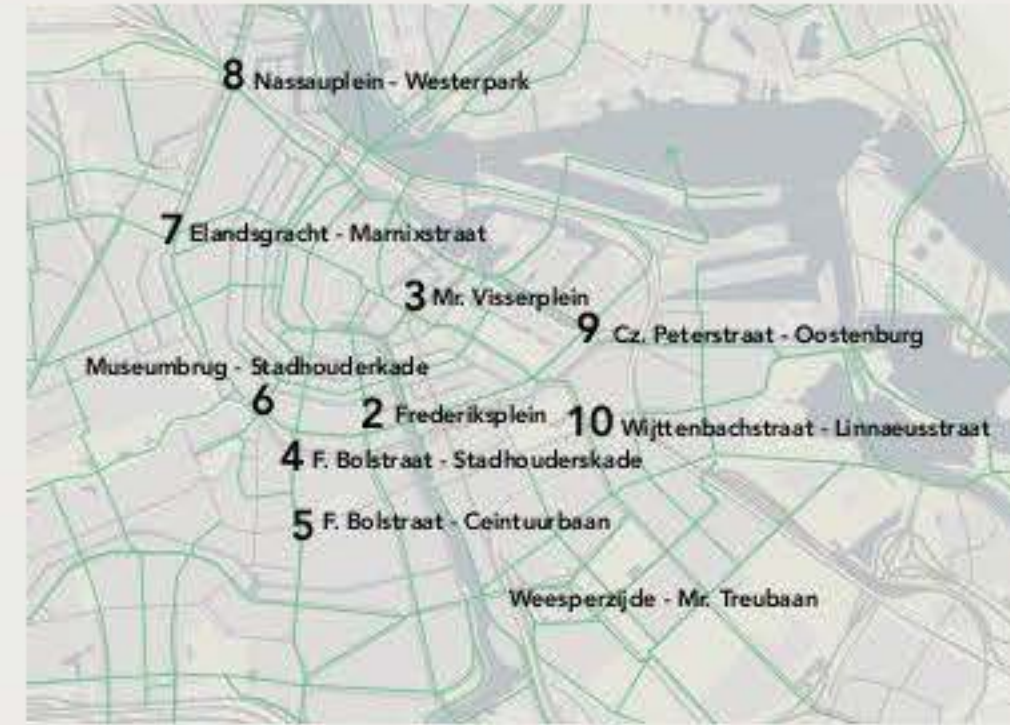 8 Nassauplein - Westerpark
7 Elandsgracht - Marnixstraat
3 Mr. Visserplein
9 Cz. Peterstraat - Oostenburg
Museumbrug - Stadhouderkade
6
2 Frederiksplein
10 Wijttenbachstraat - Linnaeusstraat
4 F. Bolstraat - Stadhouderskade
5 F. Bolstraat - Ceintuurbaan
Weesperzijde - Mr. Treubaan